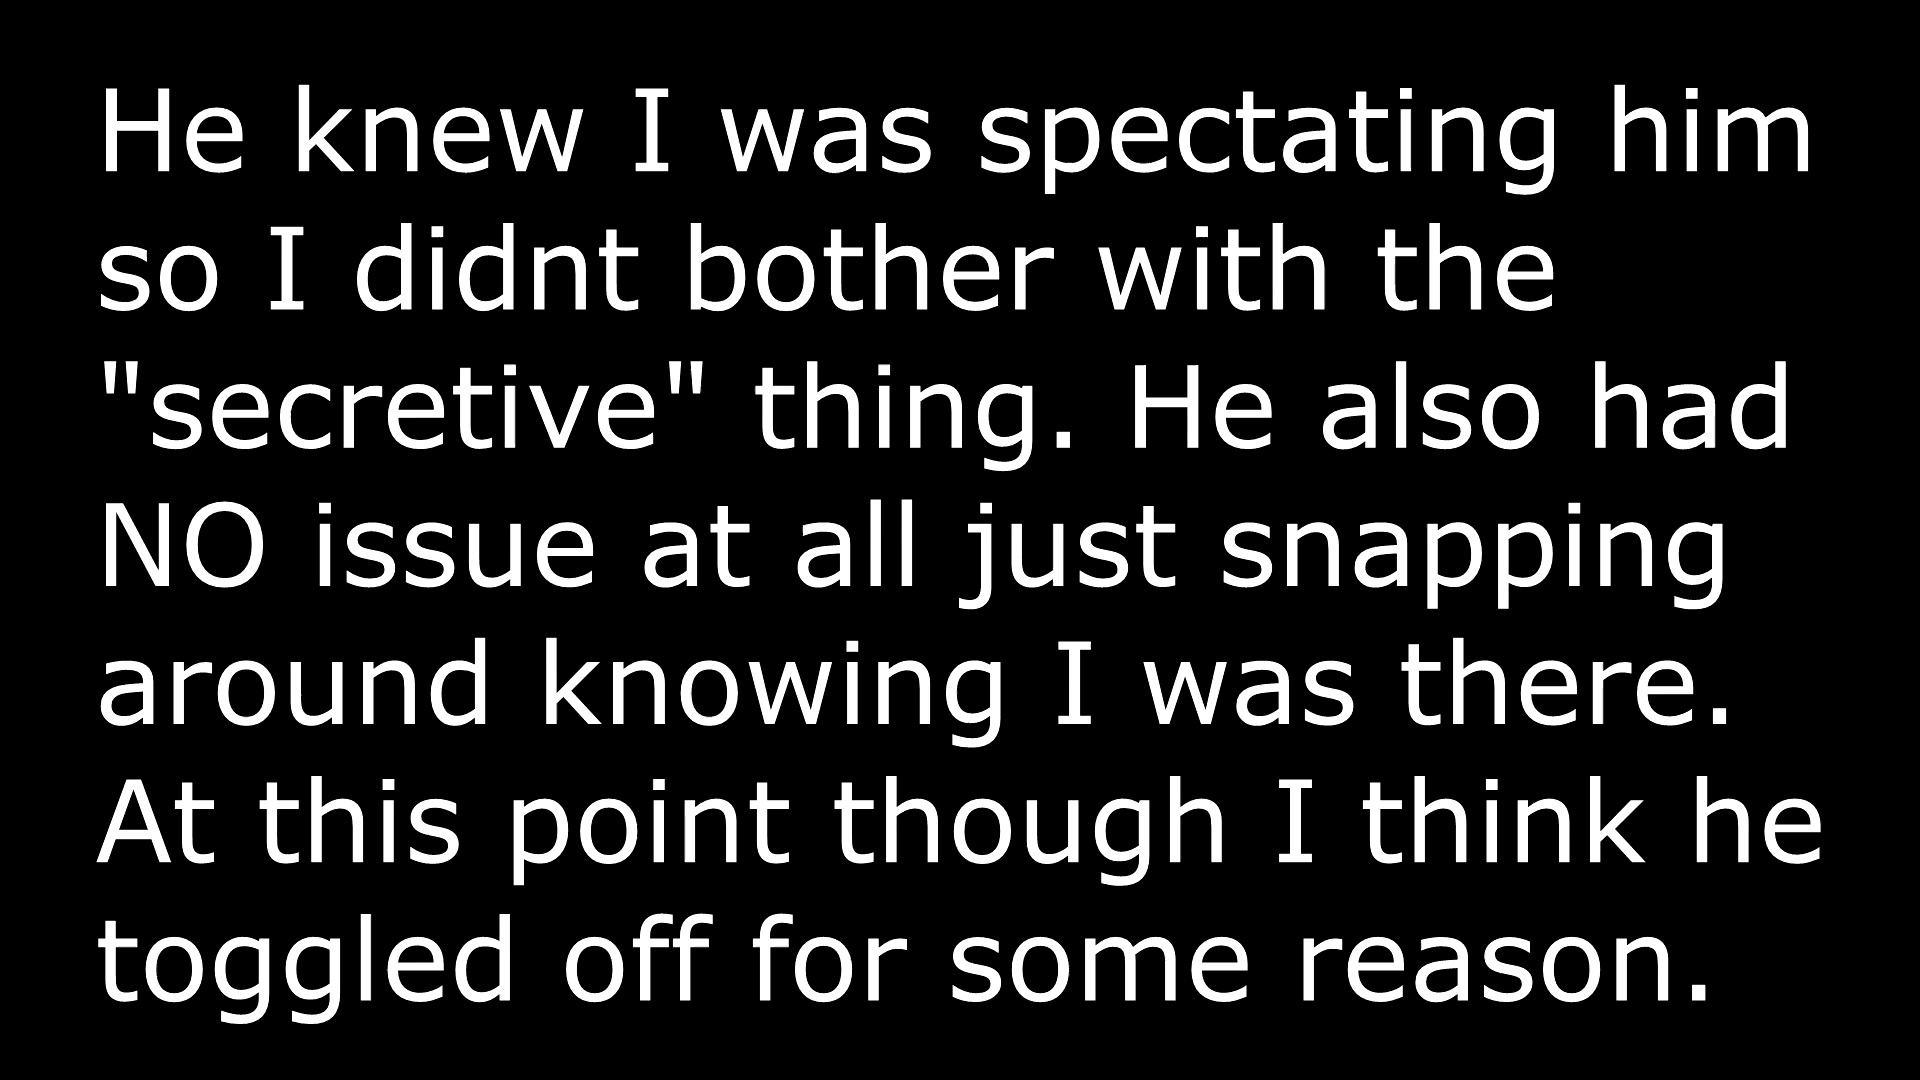 He knew I was spectating him
so I didnt bother with the
"secretive" thing. He also had
NO issue at all just snapping
around knowing I was there.
At this point though I think he
toggled off for some reason.